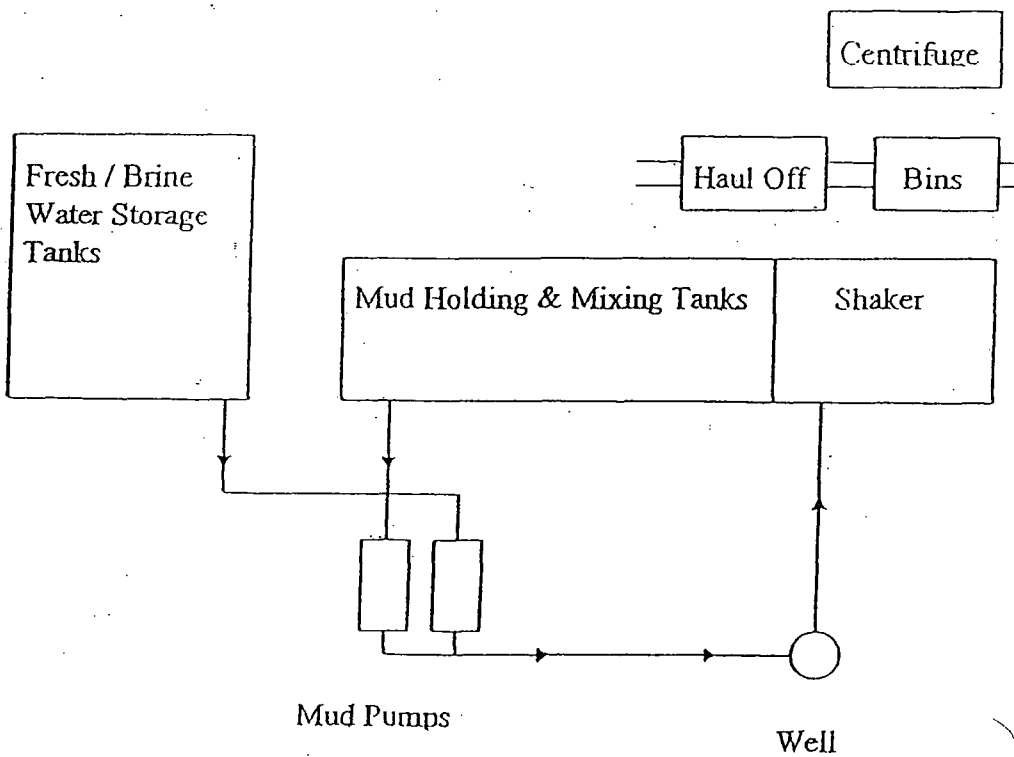 Centrifuge
Fresh / Brine
Water Storage
Tanks
Haul Off
Bins
Mud Holding & Mixing Tanks
Shaker
Mud Pumps
Well